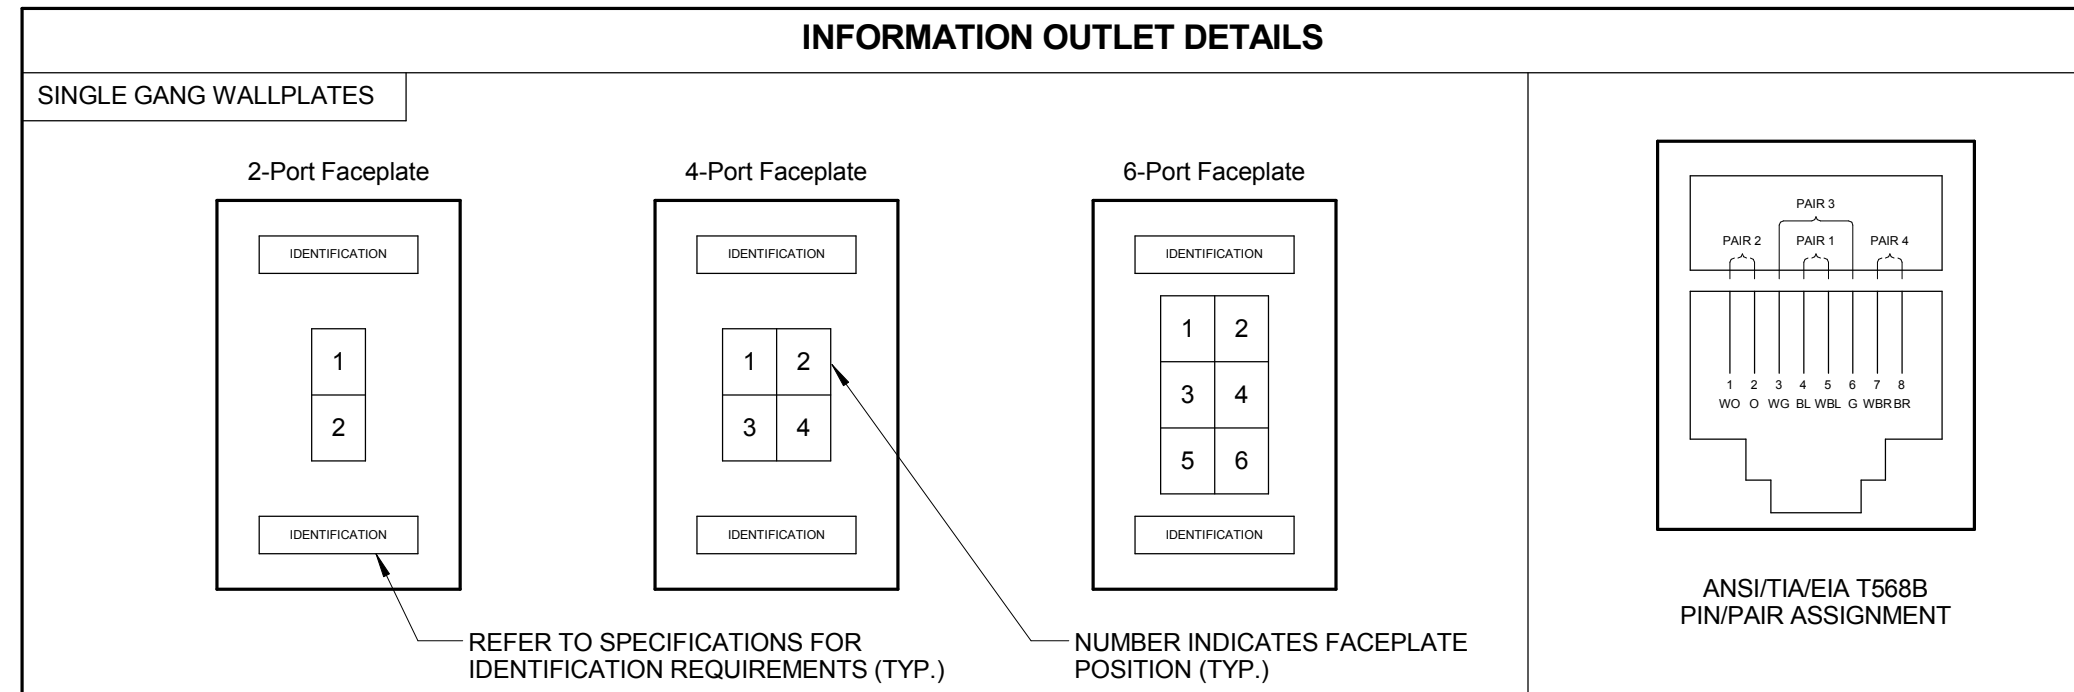 INFORMATION OUTLET DETAILS
SINGLE GANG WALLPLATES
2-Port Faceplate
IDENTIFICATION
1
2
IDENTIFICATION
REFER TO SPECIFICATIONS FOR
IDENTIFICATION REQUIREMENTS (TYP.)
4-Port Faceplate
IDENTIFICATION
1 2
3 4
IDENTIFICATION
NUMBER INDICATES FACEPLATE
POSITION (TYP.)
6-Port Faceplate
IDENTIFICATION
1 2
3 4
5 6
IDENTIFICATION
PAIR 3
PAIR 2 PAIR 1 PAIR 4
1 2 3 4 5 6 7 8
WO O WG BL WBL G WBR BR
ANSI/TIA/EIA T568B
PIN/PAIR ASSIGNMENT